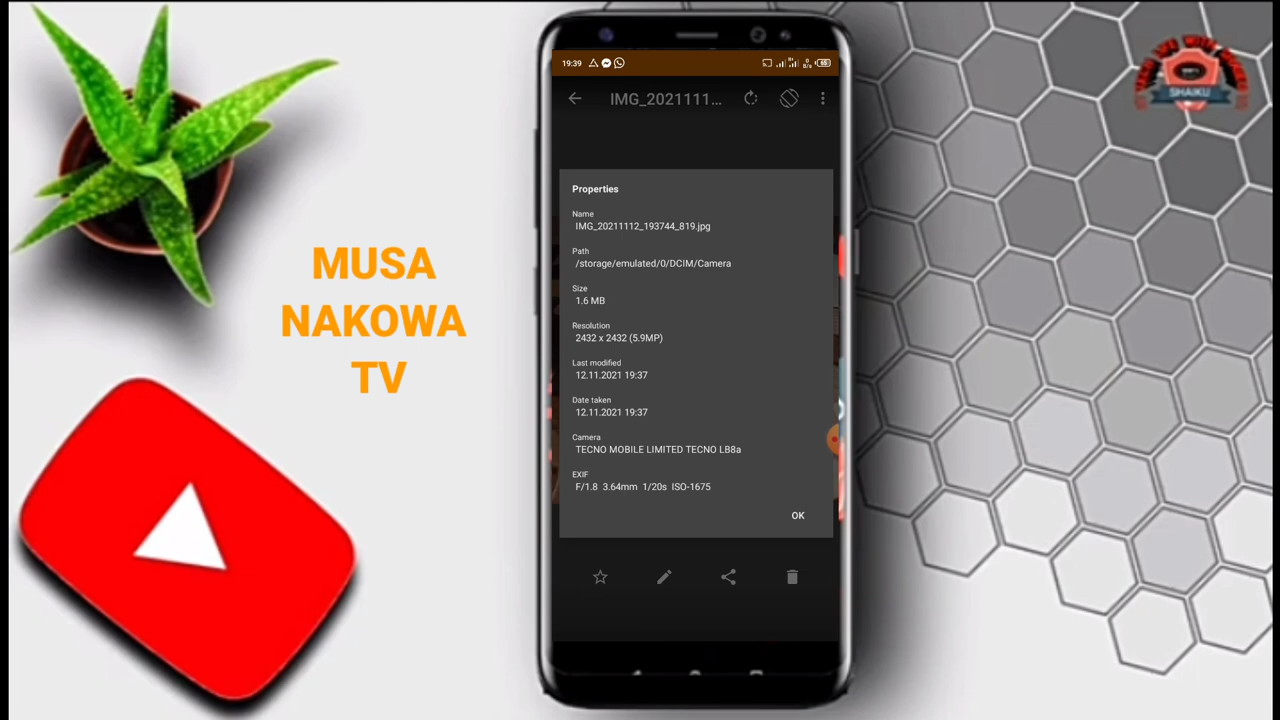 MUSA
NAKOWA
TV
19:39
65
IMG_2021111...
Properties
Name
IMG_20211112_193744_819.jpg
Path
/storage/emulated/0/DCIM/Camera
Size
1.6 MB
Resolution
2432 x 2432 (5.9MP)
Last modified
12.11.2021 19:37
Date taken
12.11.2021 19:37
Camera
TECNO MOBILE LIMITED TECNO LB8a
EXIF
F/1.8 3.64mm 1/20s ISO-1675
OK
SHAIKU